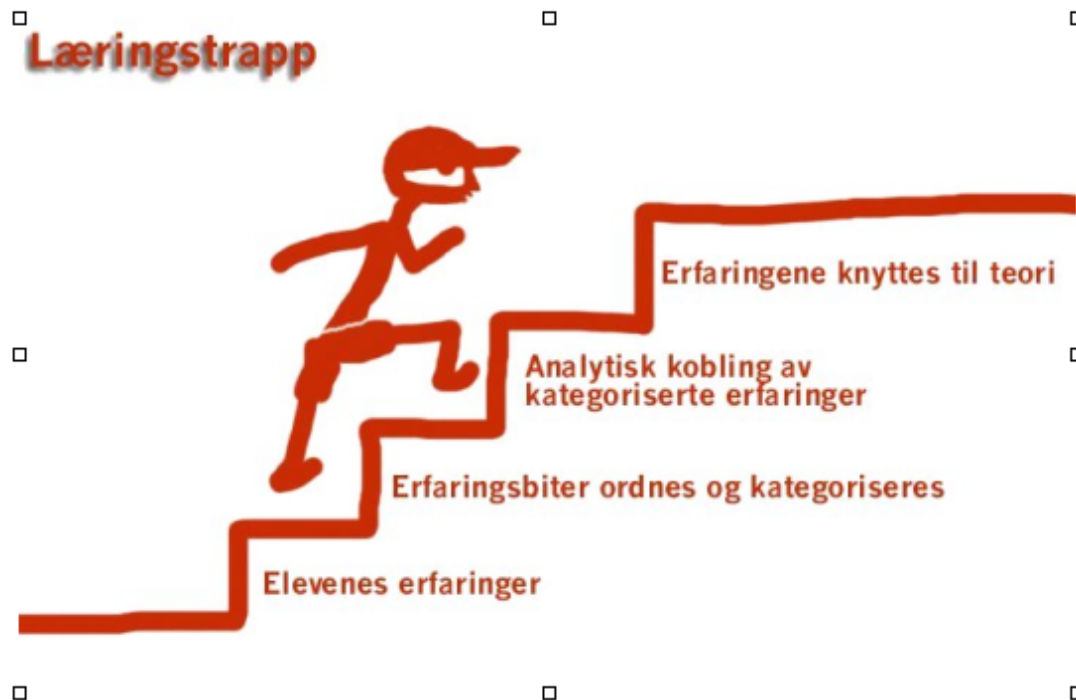 Læringstrapp
Erfaringene knyttes til teori
Analytisk kobling av
kategoriserte erfaringer
Erfaringsbiter ordnes og kategoriseres
Elevenes erfaringer